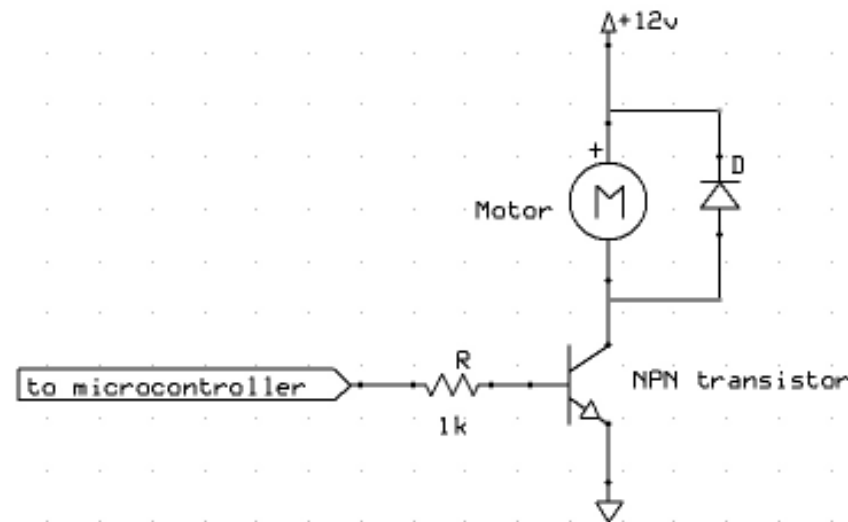 +12v
+
D
M
Motor
R
NPN transistor
to microcontroller
1k